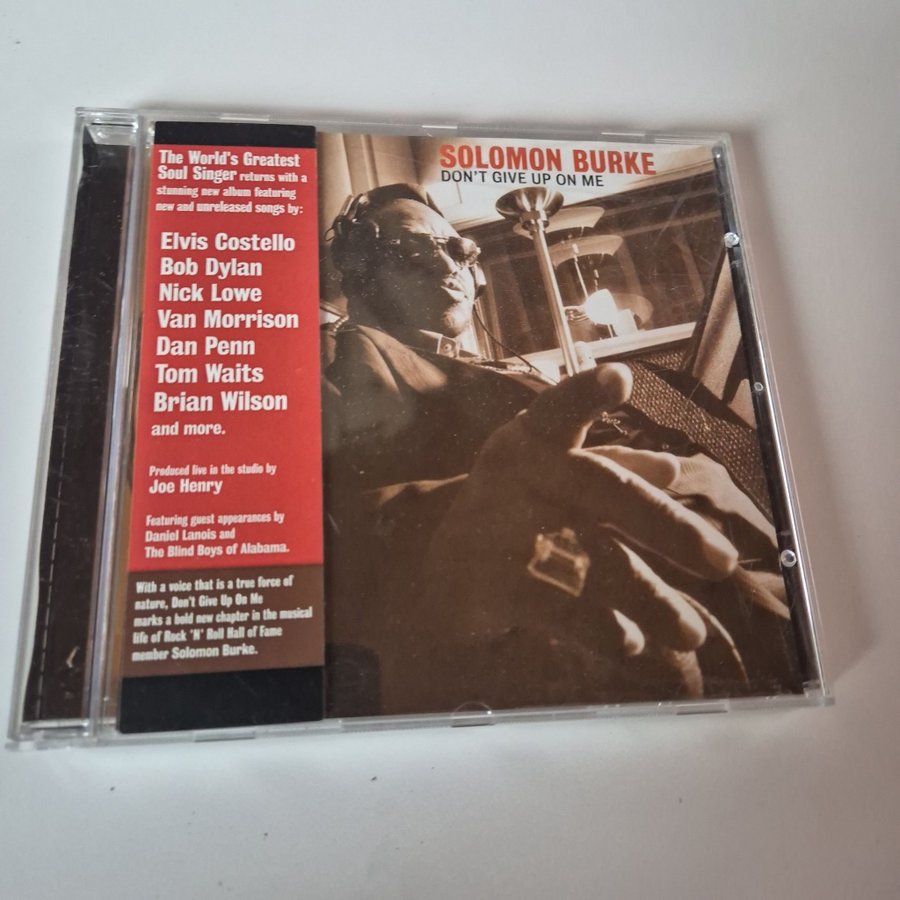 The World's Greatest
Soul Singer returns with a
stunning new album featuring
new and unreleased songs by:
Elvis Costello
Bob Dylan
Nick Lowe
Van Morrison
Dan Penn
Tom Waits
Brian Wilson
and more.
Produced live in the studio by
Joe Henry
Featuring guest appearances by
Daniel Lanois and
The Blind Boys of Alabama.
With a voice that is a true force of
nature, Don't Give Up On Me
marks a bold new chapter in the musical
life of Rock 'N' Roll Hall of Fame
member Solomon Burke.
SOLOMON BURKE
DON'T GIVE UP ON ME